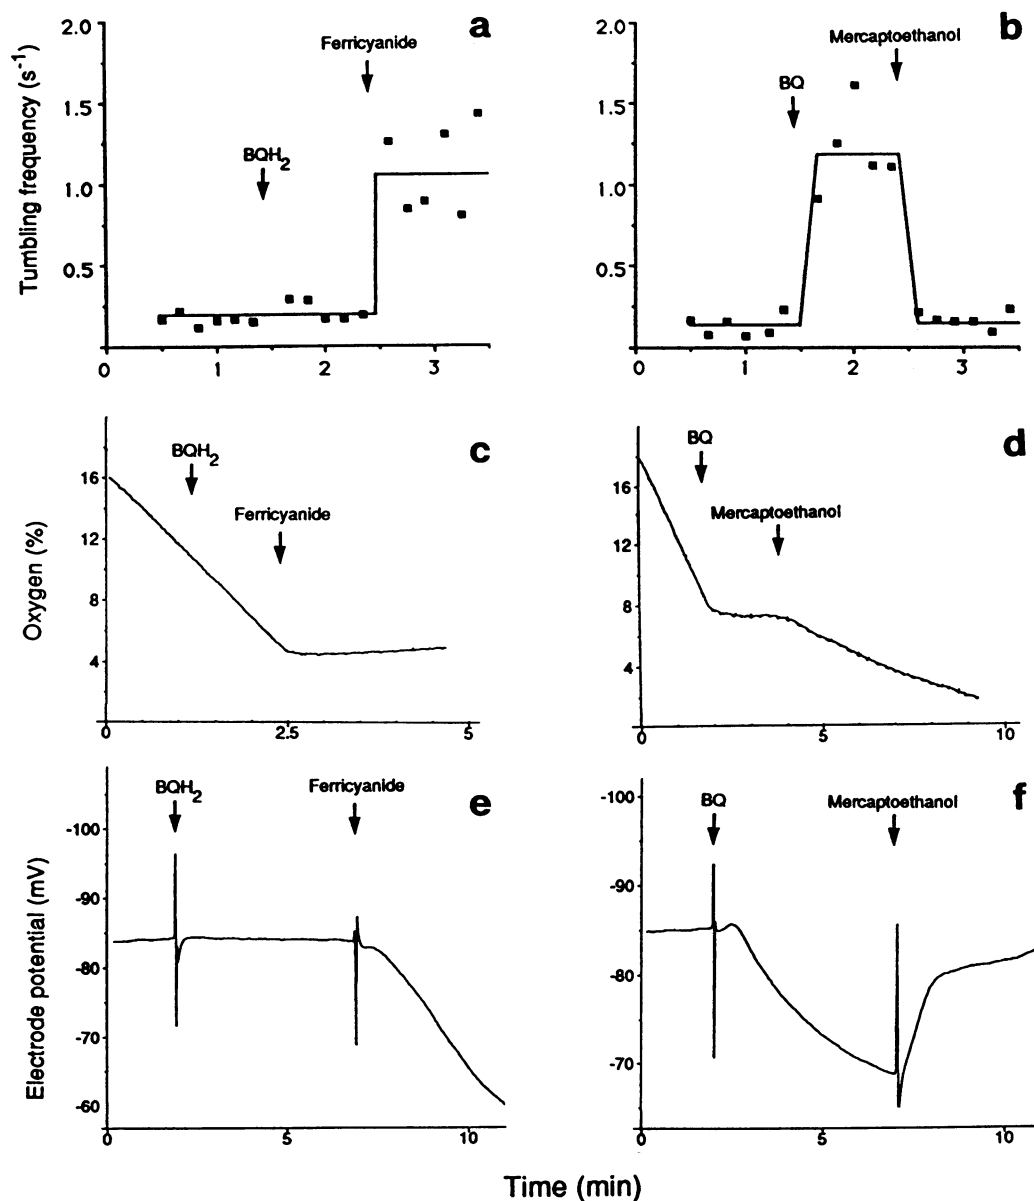 a
2.0
1.5
1.0
0.5
Tumbling frequency (s⁻¹)
BQH₂
Ferricyanide
0
1
2
3
b
2.0
1.5
1.0
0.5
BQ
Mercaptoethanol
0
1
2
3
c
16
12
8
4
Oxygen (%)
BQH₂
Ferricyanide
0
2.5
5
d
16
12
8
4
BQ
Mercaptoethanol
0
5
10
e
-100
-90
-80
-70
-60
Electrode potential (mV)
BQH₂
Ferricyanide
0
5
10
f
-100
-90
-80
-70
BQ
Mercaptoethanol
0
5
10
Time (min)